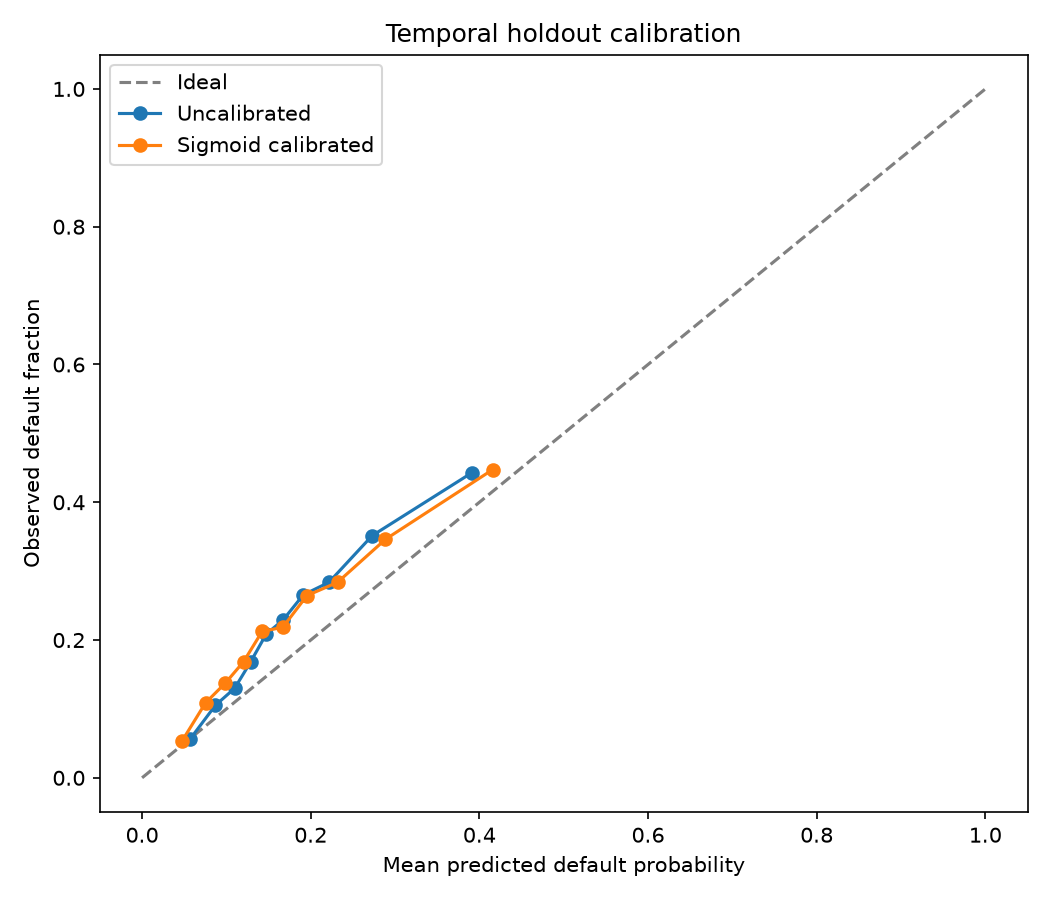 Temporal holdout calibration
Ideal
Uncalibrated
Sigmoid calibrated
1.0
0.8
0.6
0.4
0.2
0.0
Observed default fraction
0.0 0.2 0.4 0.6 0.8 1.0
Mean predicted default probability